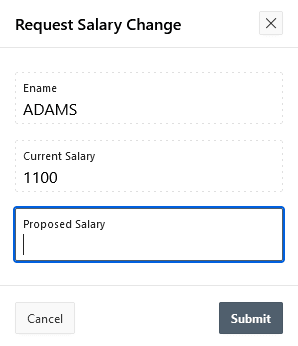 Request Salary Change
Ename
ADAMS
Current Salary
1100
Proposed Salary
Cancel
Submit